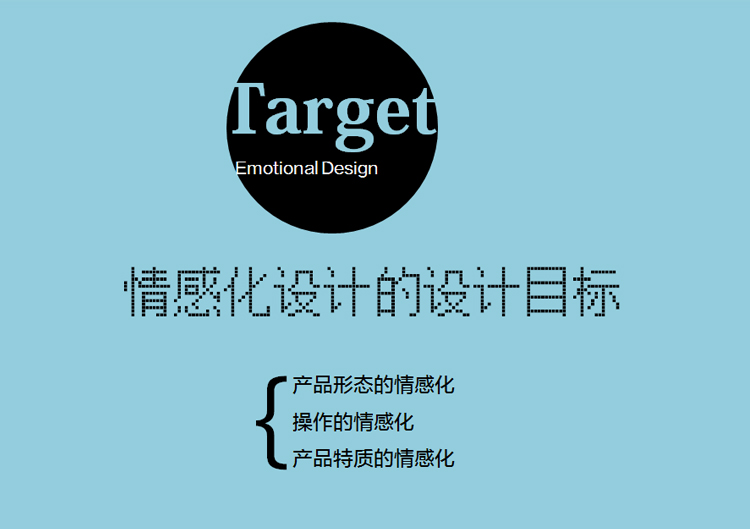 Target
Emotional Design
情感化设计的设计目标
产品形态的情感化
操作的情感化
产品特质的情感化